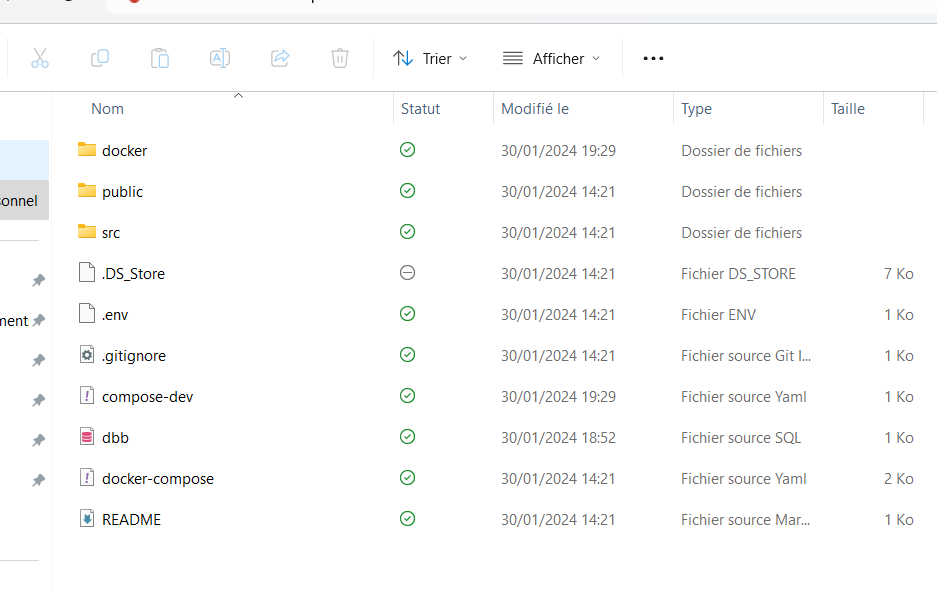 Trier Afficher
Nom Statut Modifié le Type Taille
docker 30/01/2024 19:29 Dossier de fichiers
public 30/01/2024 14:21 Dossier de fichiers
sonnel
src 30/01/2024 14:21 Dossier de fichiers
.DS_Store 30/01/2024 14:21 Fichier DS_STORE 7 Ko
ment
.env 30/01/2024 14:21 Fichier ENV 1 Ko
.gitignore 30/01/2024 14:21 Fichier source Git I... 1 Ko
compose-dev 30/01/2024 19:29 Fichier source Yaml 1 Ko
dbb 30/01/2024 18:52 Fichier source SQL 1 Ko
docker-compose 30/01/2024 14:21 Fichier source Yaml 2 Ko
README 30/01/2024 14:21 Fichier source Mar... 1 Ko